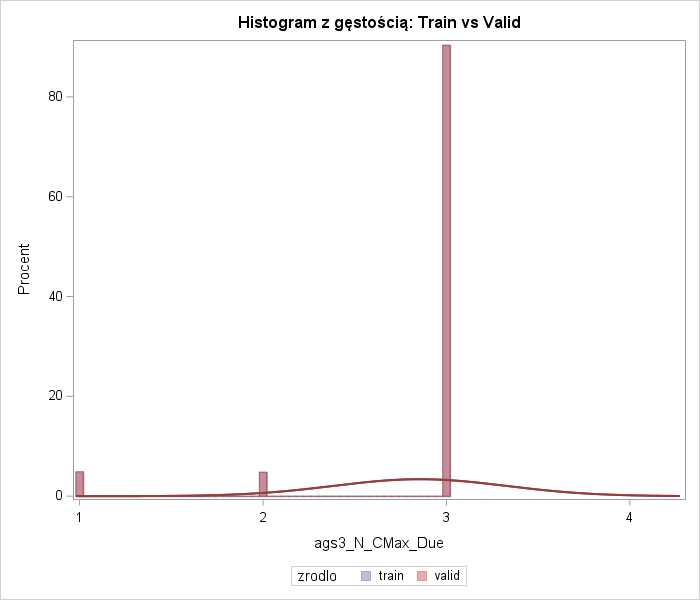 Histogram z gęstością: Train vs Valid
80
60
40
20
0
Procent
1 2 3 4
ags3_N_CMax_Due
zrodlo train valid